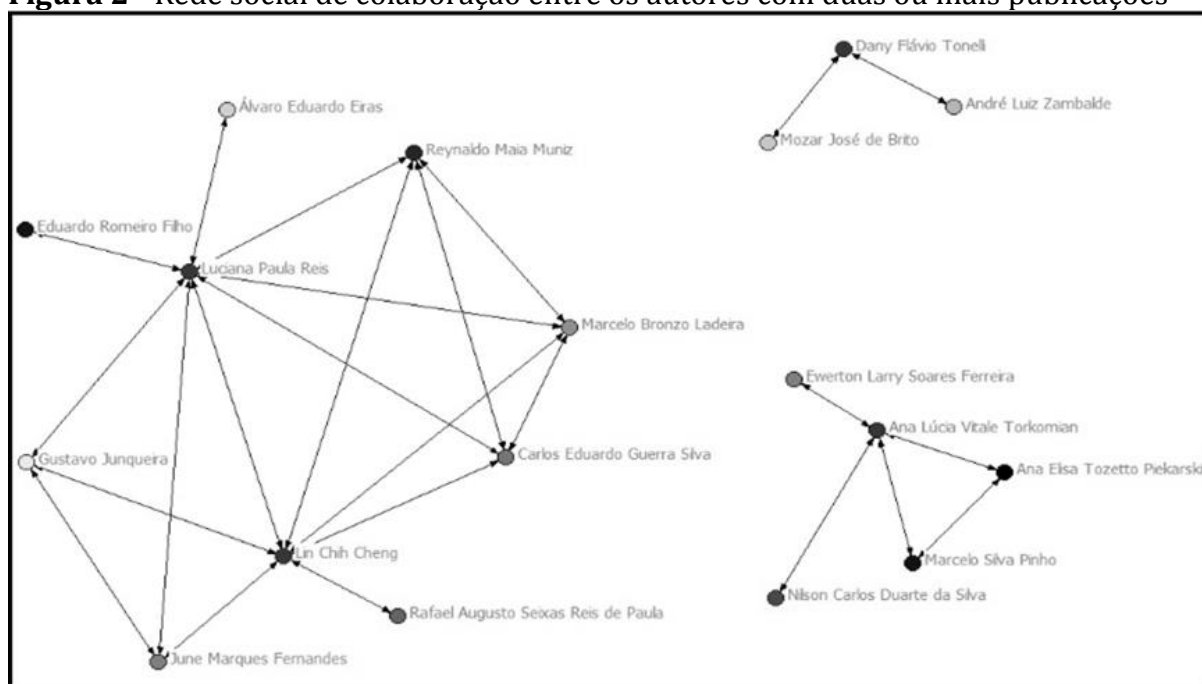 Figura 2 - Rede social de colaboração entre os autores com duas ou mais publicações
Dany Flávio Tonelli
André Luiz Zambalde
Mozar José de Brito
Álvaro Eduardo Eiras
Reynaldo Maia Muniz
Eduardo Romeiro Filho
Luciana Paula Reis
Marcelo Bronzo Ladeira
Ewerton Larry Soares Ferreira
Ana Lúcia Vitale Torkomian
Gustavo Junqueira
Carlos Eduardo Guerra Silva
Ana Elisa Tozetto Piekarski
Lin Chih Cheng
Marcelo Silva Pinho
Nilson Carlos Duarte da Silva
Rafael Augusto Seixas Reis de Paula
June Marques Fernandes